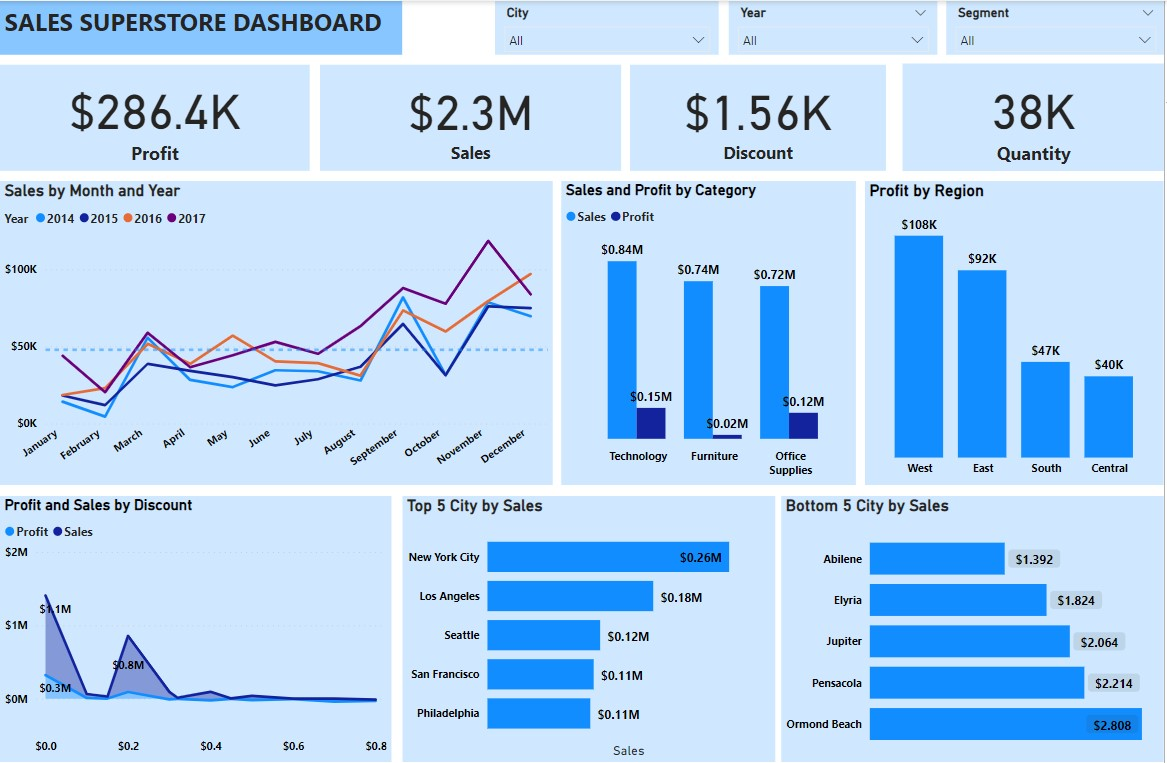 SALES SUPERSTORE DASHBOARD
City
All
Year
All
Segment
All
$286.4K
Profit
$2.3M
Sales
$1.56K
Discount
38K
Quantity
Sales by Month and Year
Year 2014 2015 2016 2017
$100K
$50K
$0K
January February March April May June July August September October November December
Sales and Profit by Category
Sales Profit
$0.84M
$0.74M
$0.72M
$0.15M
$0.02M
$0.12M
Technology
Furniture
Office
Supplies
Profit by Region
$108K
$92K
$47K
$40K
West East South Central
Profit and Sales by Discount
Profit Sales
$2M
$1M
$0M
$1.1M
$0.8M
$0.3M
$0.0 $0.2 $0.4 $0.6 $0.8
Top 5 City by Sales
New York City $0.26M
Los Angeles $0.18M
Seattle $0.12M
San Francisco $0.11M
Philadelphia $0.11M
Sales
Bottom 5 City by Sales
Abilene $1.392
Elyria $1.824
Jupiter $2.064
Pensacola $2.214
Ormond Beach $2.808